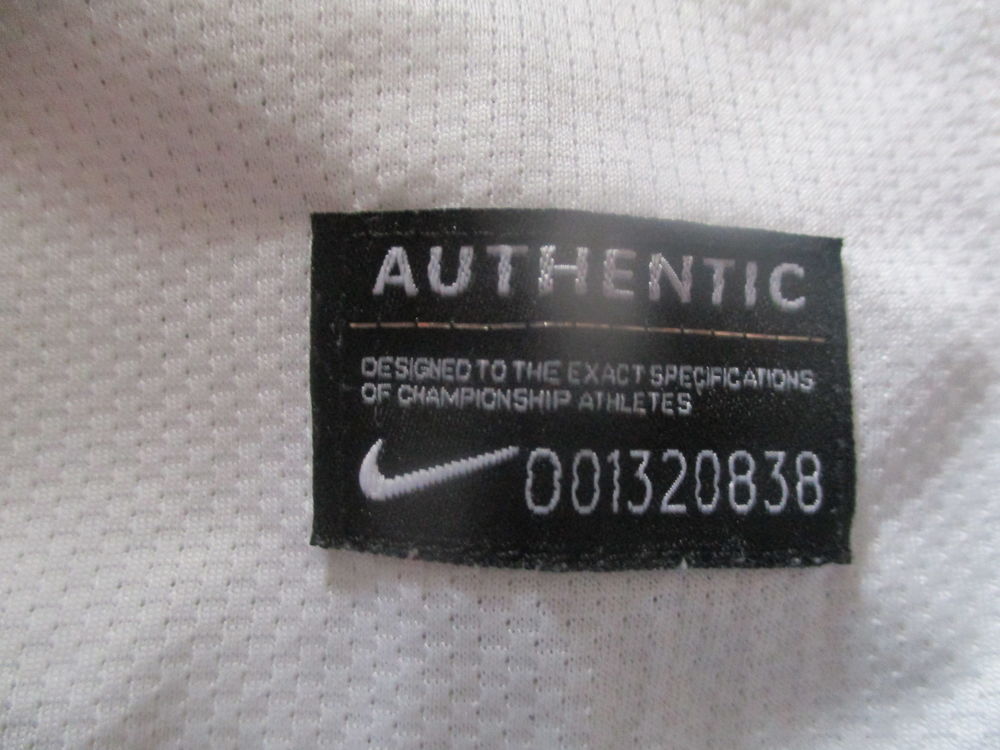 AUTHENTIC
DESIGNED TO THE EXACT SPECIFICATIONS
OF CHAMPIONSHIP ATHLETES
001320838